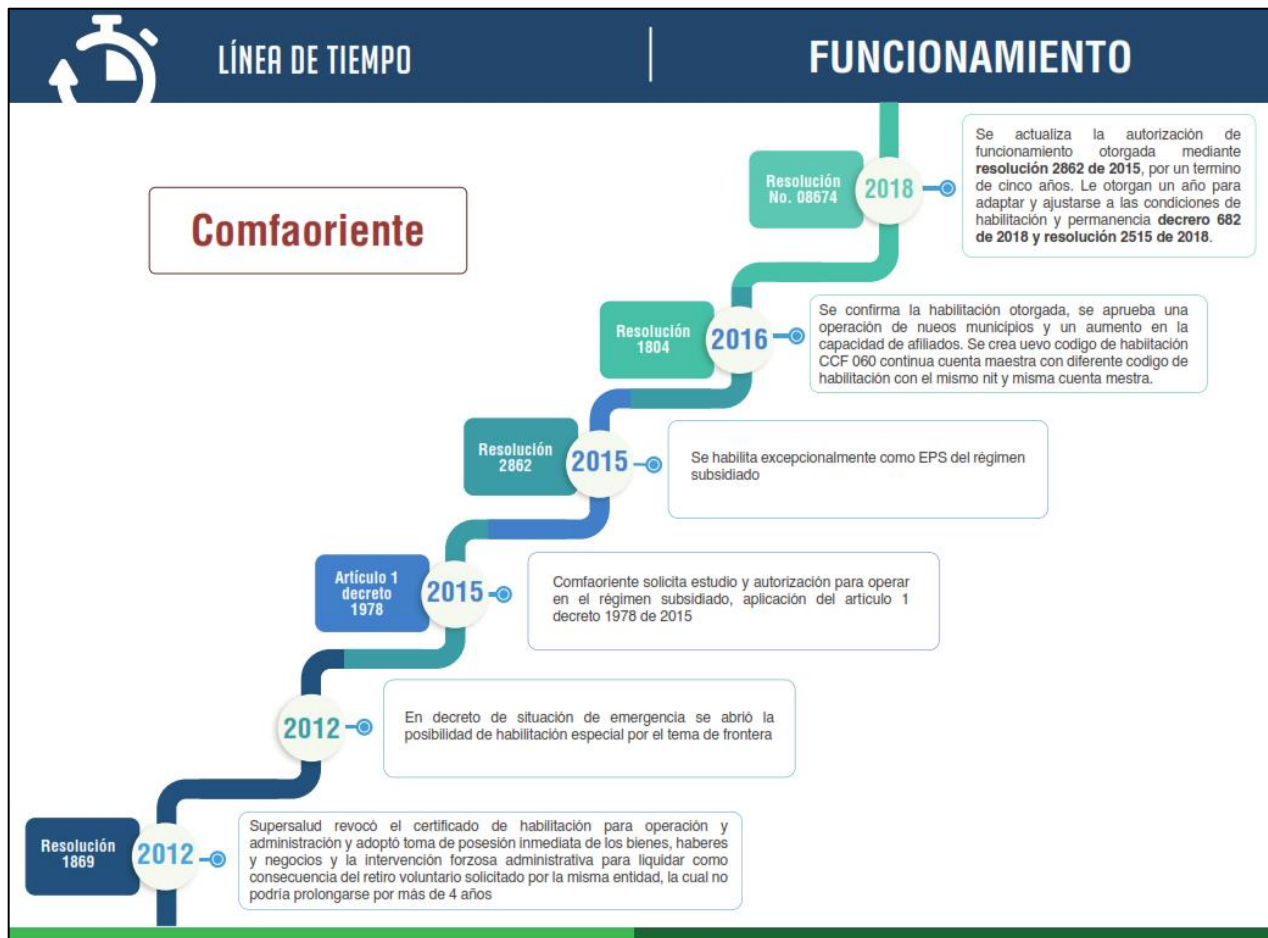 LÍNEA DE TIEMPO
FUNCIONAMIENTO
Comfaoriente
Resolución
No. 08674
2018
Se actualiza la autorización de
funcionamiento otorgada mediante
resolución 2862 de 2015, por un termino
de cinco años. Le otorgan un año para
adaptar y ajustarse a las condiciones de
habilitación y permanencia decrero 682
de 2018 y resolución 2515 de 2018.
Resolución
1804
2016
Se confirma la habilitación otorgada, se aprueba una
operación de nueos municipios y un aumento en la
capacidad de afiliados. Se crea uevo codigo de habiitación
CCF 060 continua cuenta maestra con diferente codigo de
habilitación con el mismo nit y misma cuenta mestra.
Resolución
2862
2015
Se habilita excepcionalmente como EPS del régimen
subsidiado
Artículo 1
decreto
1978
2015
Comfaoriente solicita estudio y autorización para operar
en el régimen subsidiado, aplicación del artículo 1
decreto 1978 de 2015
2012
En decreto de situación de emergencia se abrió la
posibilidad de habilitación especial por el tema de frontera
Resolución
1869
2012
Supersalud revocó el certificado de habilitación para operación y
administración y adoptó toma de posesión inmediata de los bienes, haberes
y negocios y la intervención forzosa administrativa para liquidar como
consecuencia del retiro voluntario solicitado por la misma entidad, la cual no
podría prolongarse por más de 4 años